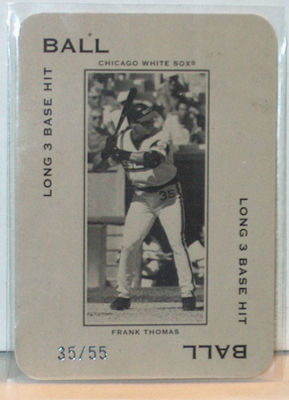 BALL
CHICAGO WHITE SOX®
LONG 3 BASE HIT
35
LONG 3 BASE HIT
FRANK THOMAS
35/55
BALL